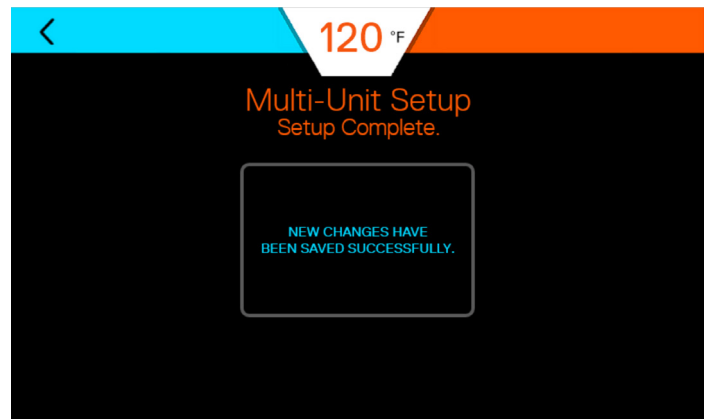 120 °F
Multi-Unit Setup
Setup Complete.
NEW CHANGES HAVE
BEEN SAVED SUCCESSFULLY.